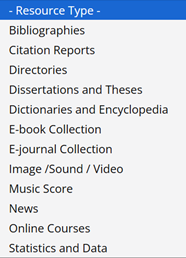 - Resource Type -
Bibliographies
Citation Reports
Directories
Dissertations and Theses
Dictionaries and Encyclopedia
E-book Collection
E-journal Collection
Image /Sound / Video
Music Score
News
Online Courses
Statistics and Data